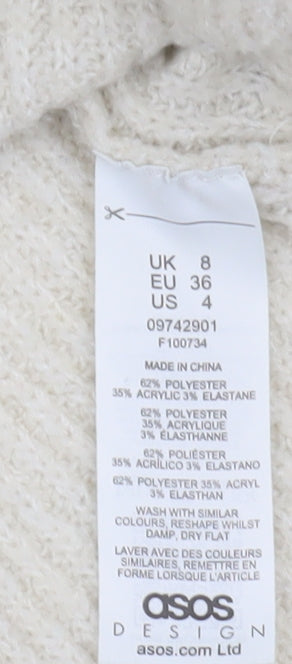 UK 8
EU 36
US 4
09742901
F100734
MADE IN CHINA
62% POLYESTER
35% ACRYLIC 3% ELASTANE
62% POLYESTER
35% ACRYLIQUE
3% ÉLASTHANNE
62% POLIÉSTER
35% ACRÍLICO 3% ELASTANO
62% POLYESTER 35% ACRYL
3% ELASTHAN
WASH WITH SIMILAR
COLOURS, RESHAPE WHILST
DAMP, DRY FLAT
LAVER AVEC DES COULEURS
SIMILAIRES, REMETTRE EN
FORME LORSQUE L'ARTICLE
asos
DESIGN
asos.com Ltd